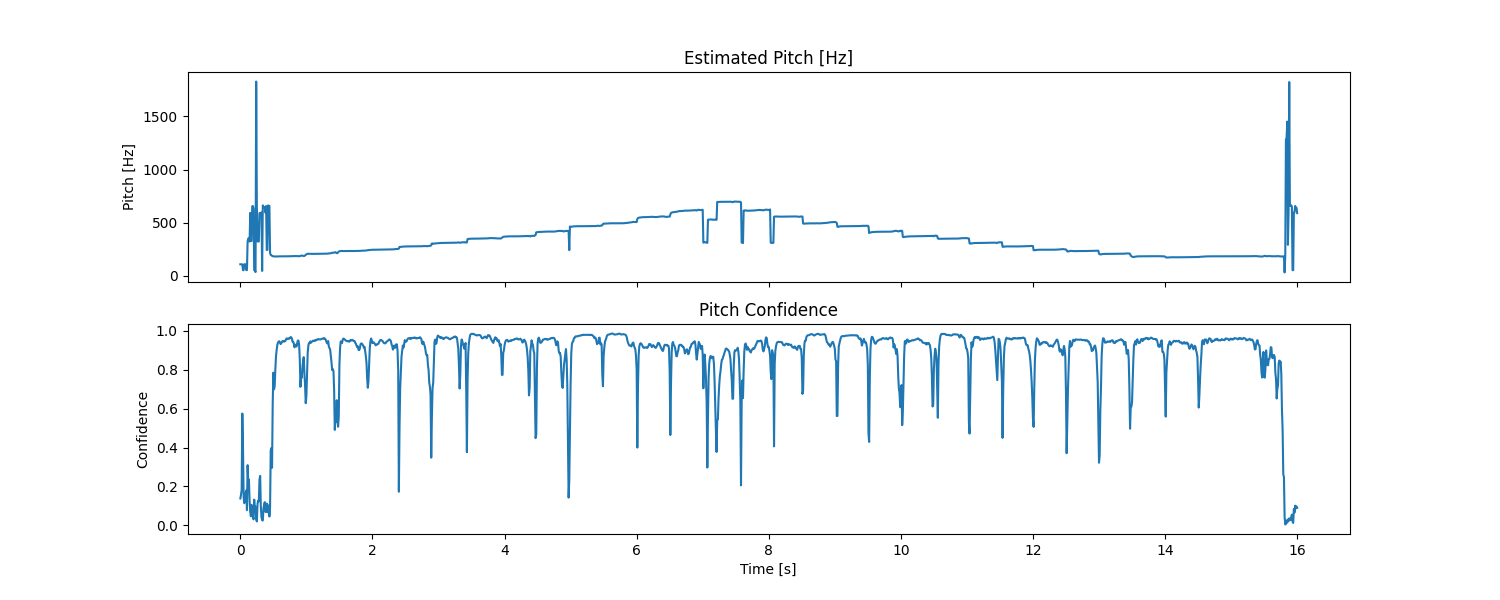 Estimated Pitch [Hz]
1500
1000
500
0
Pitch [Hz]
Pitch Confidence
1.0
0.8
0.6
0.4
0.2
0.0
Confidence
0 2 4 6 8 10 12 14 16
Time [s]